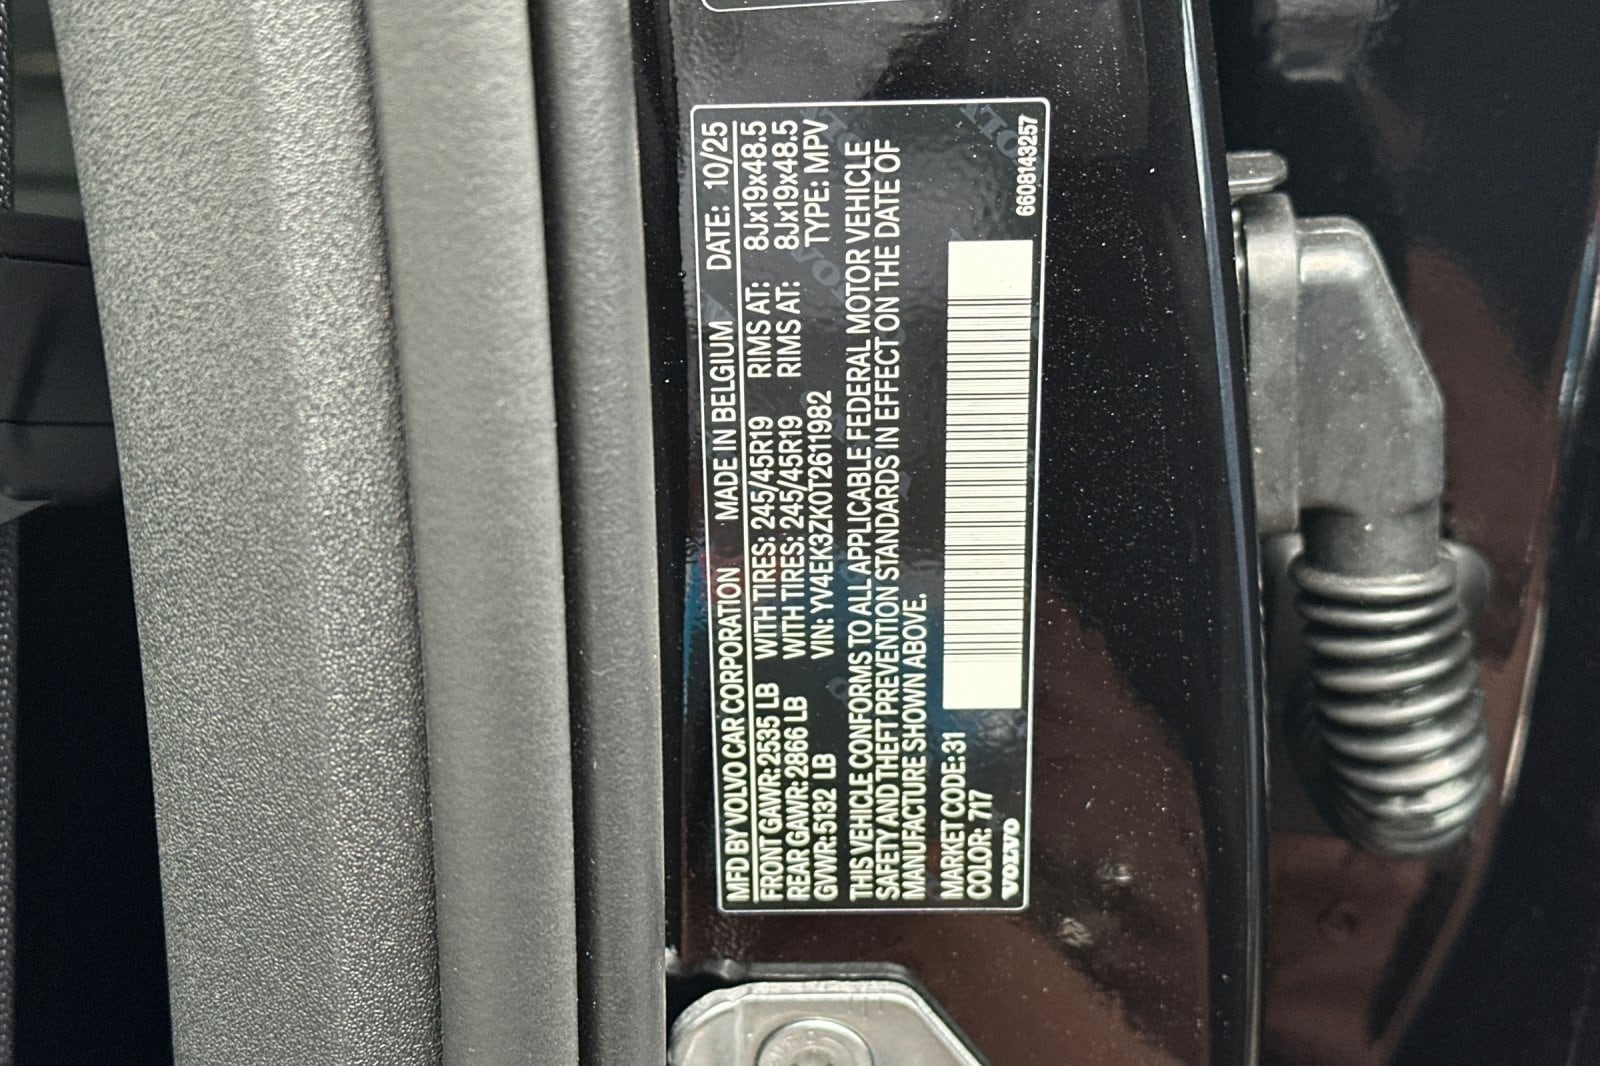 MFD BY VOLVO CAR CORPORATION MADE IN BELGIUM DATE: 10/25
FRONT GAWR: 2535 LB WITH TIRES: 245/45R19 RIMS AT: 8Jx19x48.5
REAR GAWR: 2866 LB WITH TIRES: 245/45R19 RIMS AT: 8Jx19x48.5
GVWR: 5132 LB VIN: YV4EK3ZK0T2611982 TYPE: MPV
THIS VEHICLE CONFORMS TO ALL APPLICABLE FEDERAL MOTOR VEHICLE
SAFETY AND THEFT PREVENTION STANDARDS IN EFFECT ON THE DATE OF
MANUFACTURE SHOWN ABOVE.
MARKET CODE:31
COLOR: 717
VOLVO
6608143257